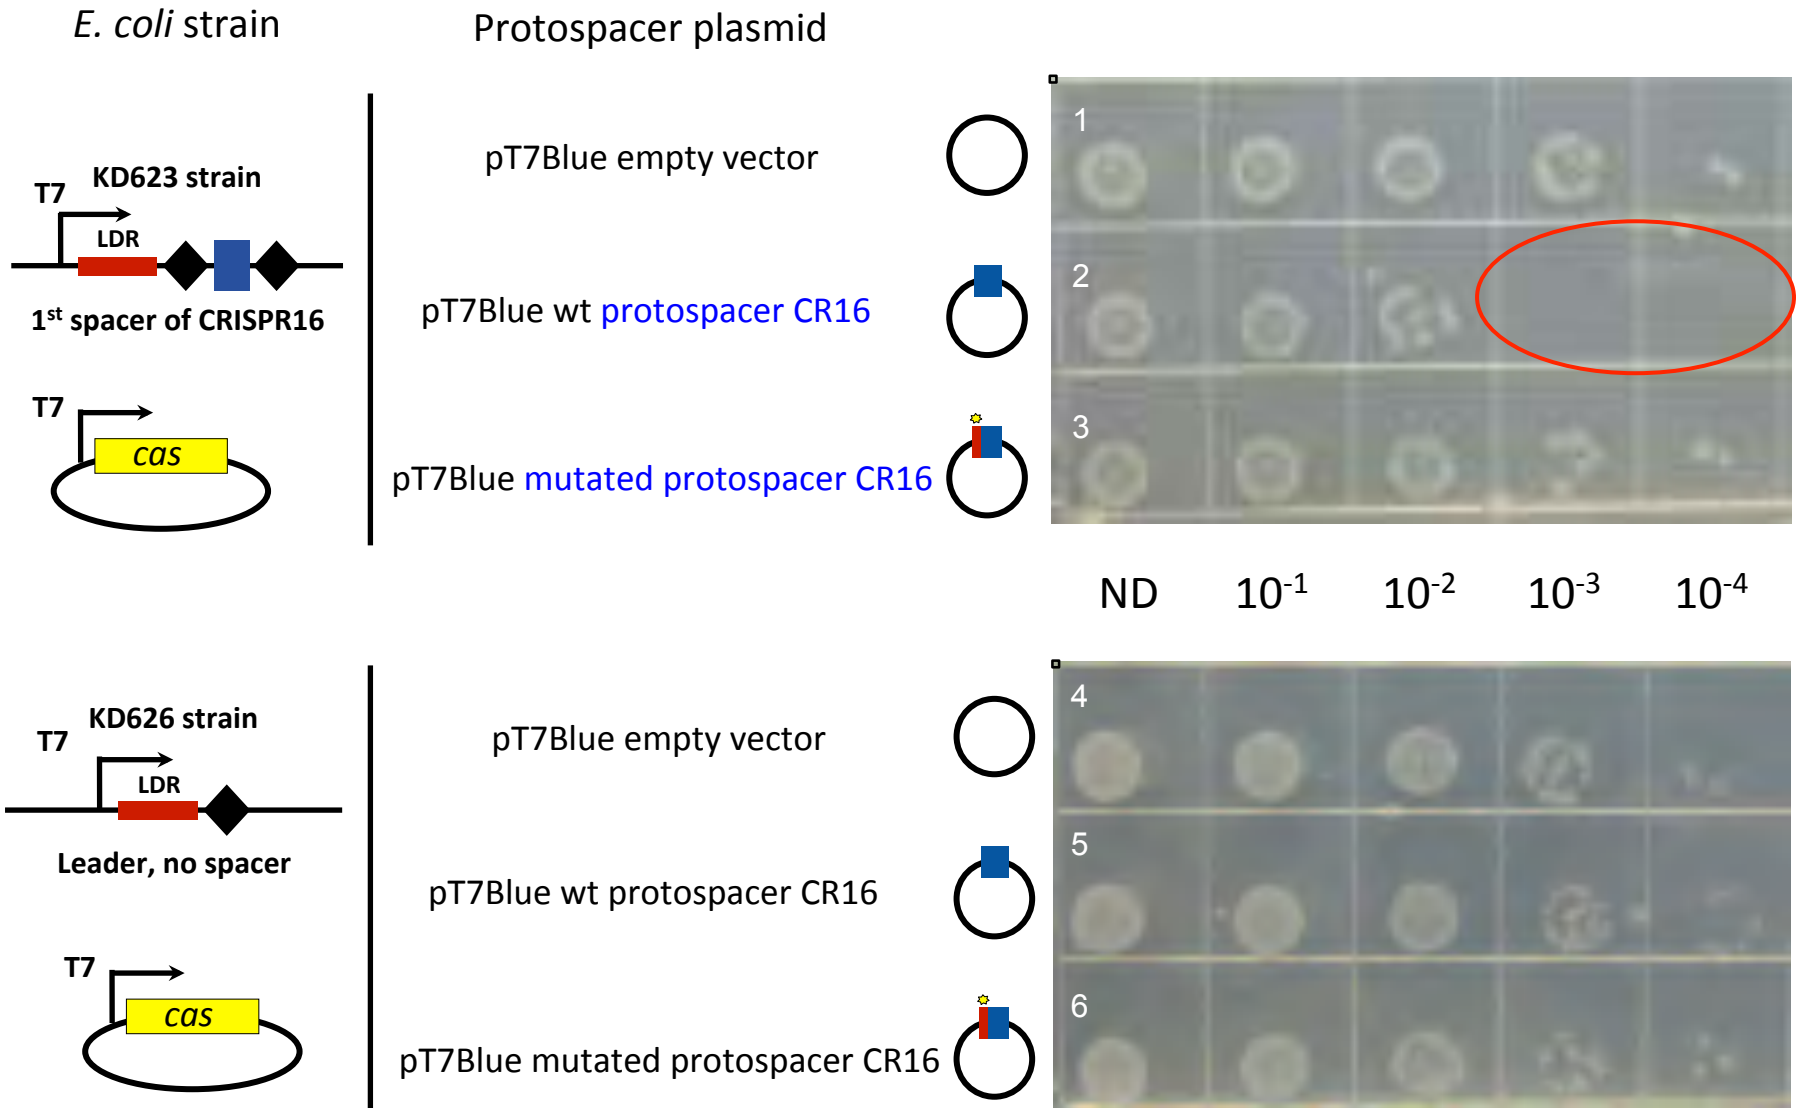 E. coli strain
Protospacer plasmid
KD623 strain
T7
LDR
1st spacer of CRISPR16
T7
cas
pT7Blue empty vector
pT7Blue wt protospacer CR16
pT7Blue mutated protospacer CR16
1
2
3
ND 10-1 10-2 10-3 10-4
KD626 strain
T7
LDR
Leader, no spacer
T7
cas
pT7Blue empty vector
pT7Blue wt protospacer CR16
pT7Blue mutated protospacer CR16
4
5
6